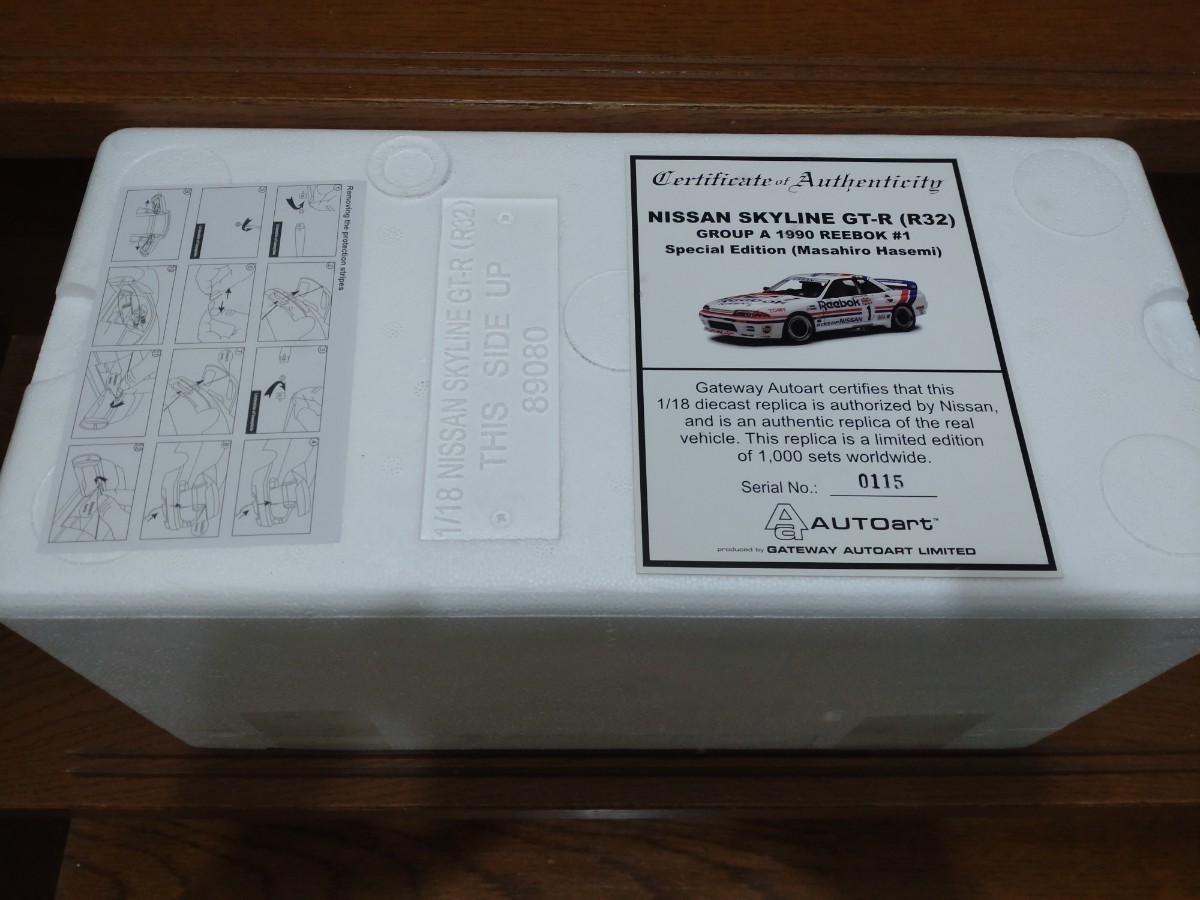 Removing the protection stripes
1/18 NISSAN SKYLINE GT-R (R32)
THIS SIDE UP
89080
Certificate of Authenticity
NISSAN SKYLINE GT-R (R32)
GROUP A 1990 REEBOK #1
Special Edition (Masahiro Hasemi)
Reebok
1
NISSAN
Gateway Autoart certifies that this
1/18 diecast replica is authorized by Nissan,
and is an authentic replica of the real
vehicle. This replica is a limited edition
of 1,000 sets worldwide.
Serial No.: 0115
AUTOart™
produced by GATEWAY AUTOART LIMITED